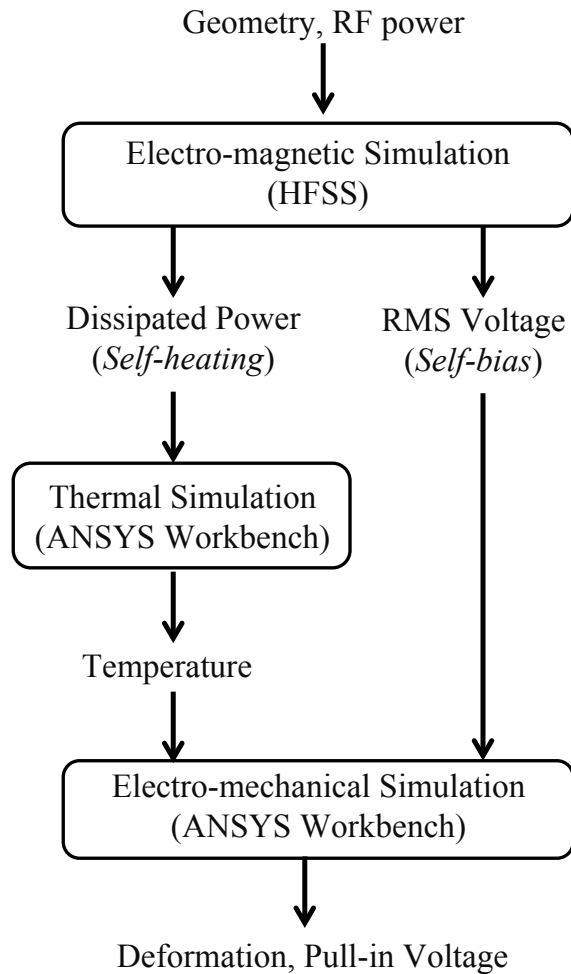 Geometry, RF power
Electro-magnetic Simulation
(HFSS)
Dissipated Power
(Self-heating)
RMS Voltage
(Self-bias)
Thermal Simulation
(ANSYS Workbench)
Temperature
Electro-mechanical Simulation
(ANSYS Workbench)
Deformation, Pull-in Voltage